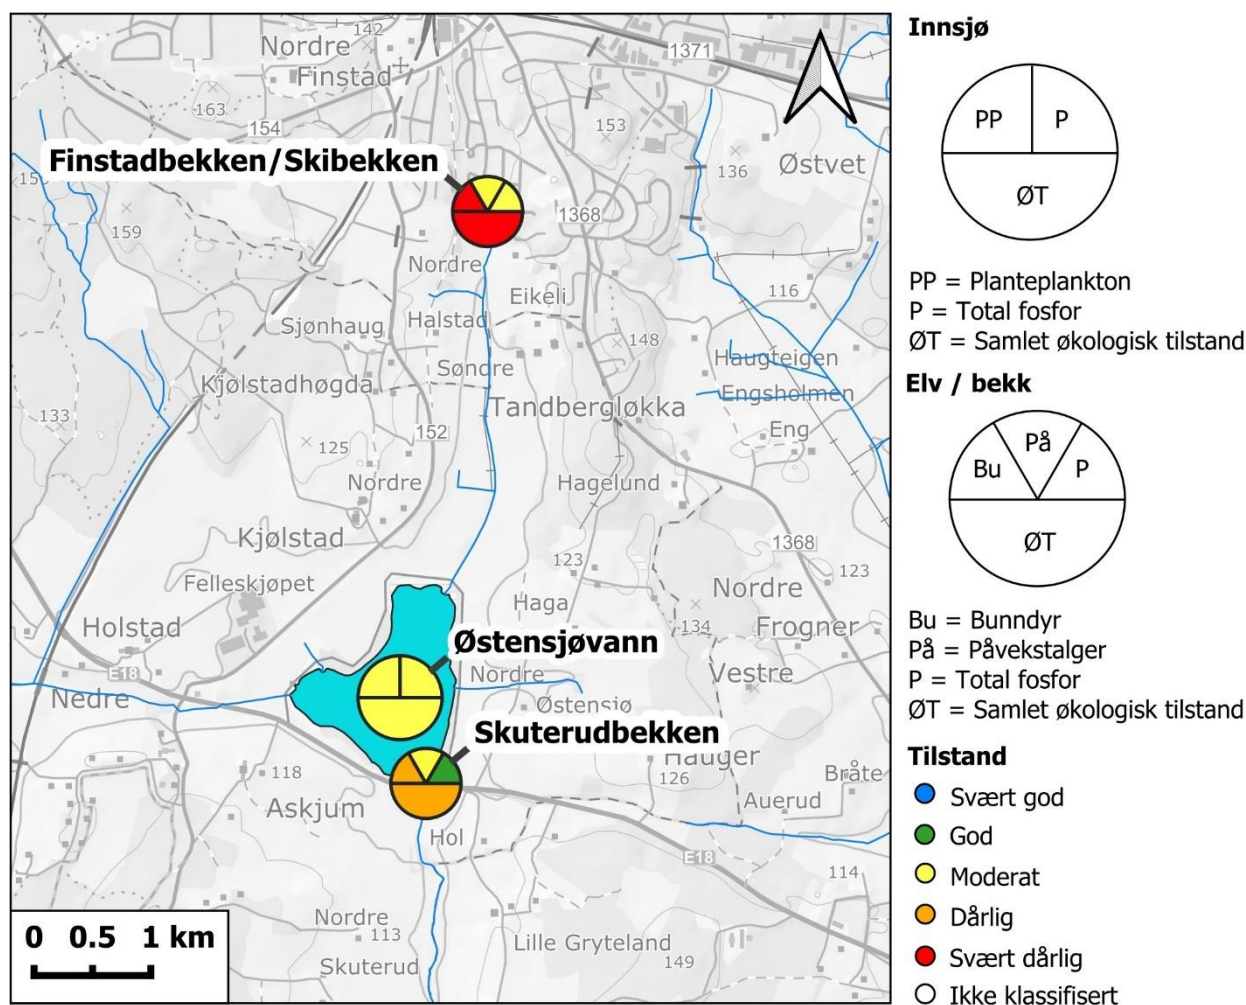 142
Nordre
Finstad
1371
163
154
153
Finstadbekken/Skibekken
136
Østvet
159
1368
Nordre
Eikeli
116
Sjønhaug
Halstad
148
Haugteigen
Søndre
Kjølstadhøgda
Engsholmen
Tandbergløkka
133
125
152
Eng
Nordre
Hagelund
Kjølstad
1368
123
Felleskjøpet
Nordre
123
Haga
134
Frogner
Holstad
Østensjøvann
E18
Nordre
Vestre
Nedre
Østensjø
Skuterudbekken
118
Hauger
126
Bråte
Askjum
Auerud
Hol
E18
114
Nordre
113
Lille Gryteland
Skuterud
149
0 0.5 1 km
Innsjø
PP P
ØT
PP = Planteplankton
P = Total fosfor
ØT = Samlet økologisk tilstand
Elv / bekk
På
Bu P
ØT
Bu = Bunndyr
På = Påvekstalger
P = Total fosfor
ØT = Samlet økologisk tilstand
Tilstand
Svært god
God
Moderat
Dårlig
Svært dårlig
Ikke klassifisert